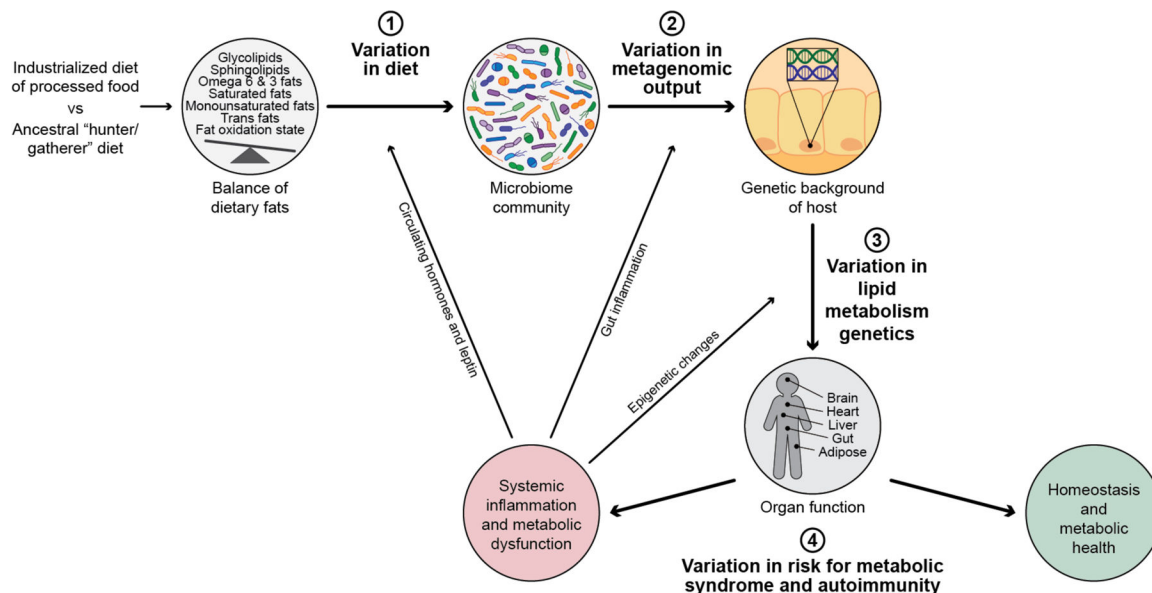 Industrialized diet
of processed food
vs
Ancestral “hunter/
gatherer” diet
Glycolipids
Sphingolipids
Omega 6 & 3 fats
Saturated fats
Monounsaturated fats
Trans fats
Fat oxidation state
Balance of
dietary fats
1
Variation
in diet
Microbiome
community
2
Variation in
metagenomic
output
Genetic background
of host
3
Variation in
lipid
metabolism
genetics
Circulating hormones and leptin
Gut inflammation
Epigenetic changes
Brain
Heart
Liver
Gut
Adipose
Organ function
Systemic
inflammation
and metabolic
dysfunction
Homeostasis
and
metabolic
health
4
Variation in risk for metabolic
syndrome and autoimmunity